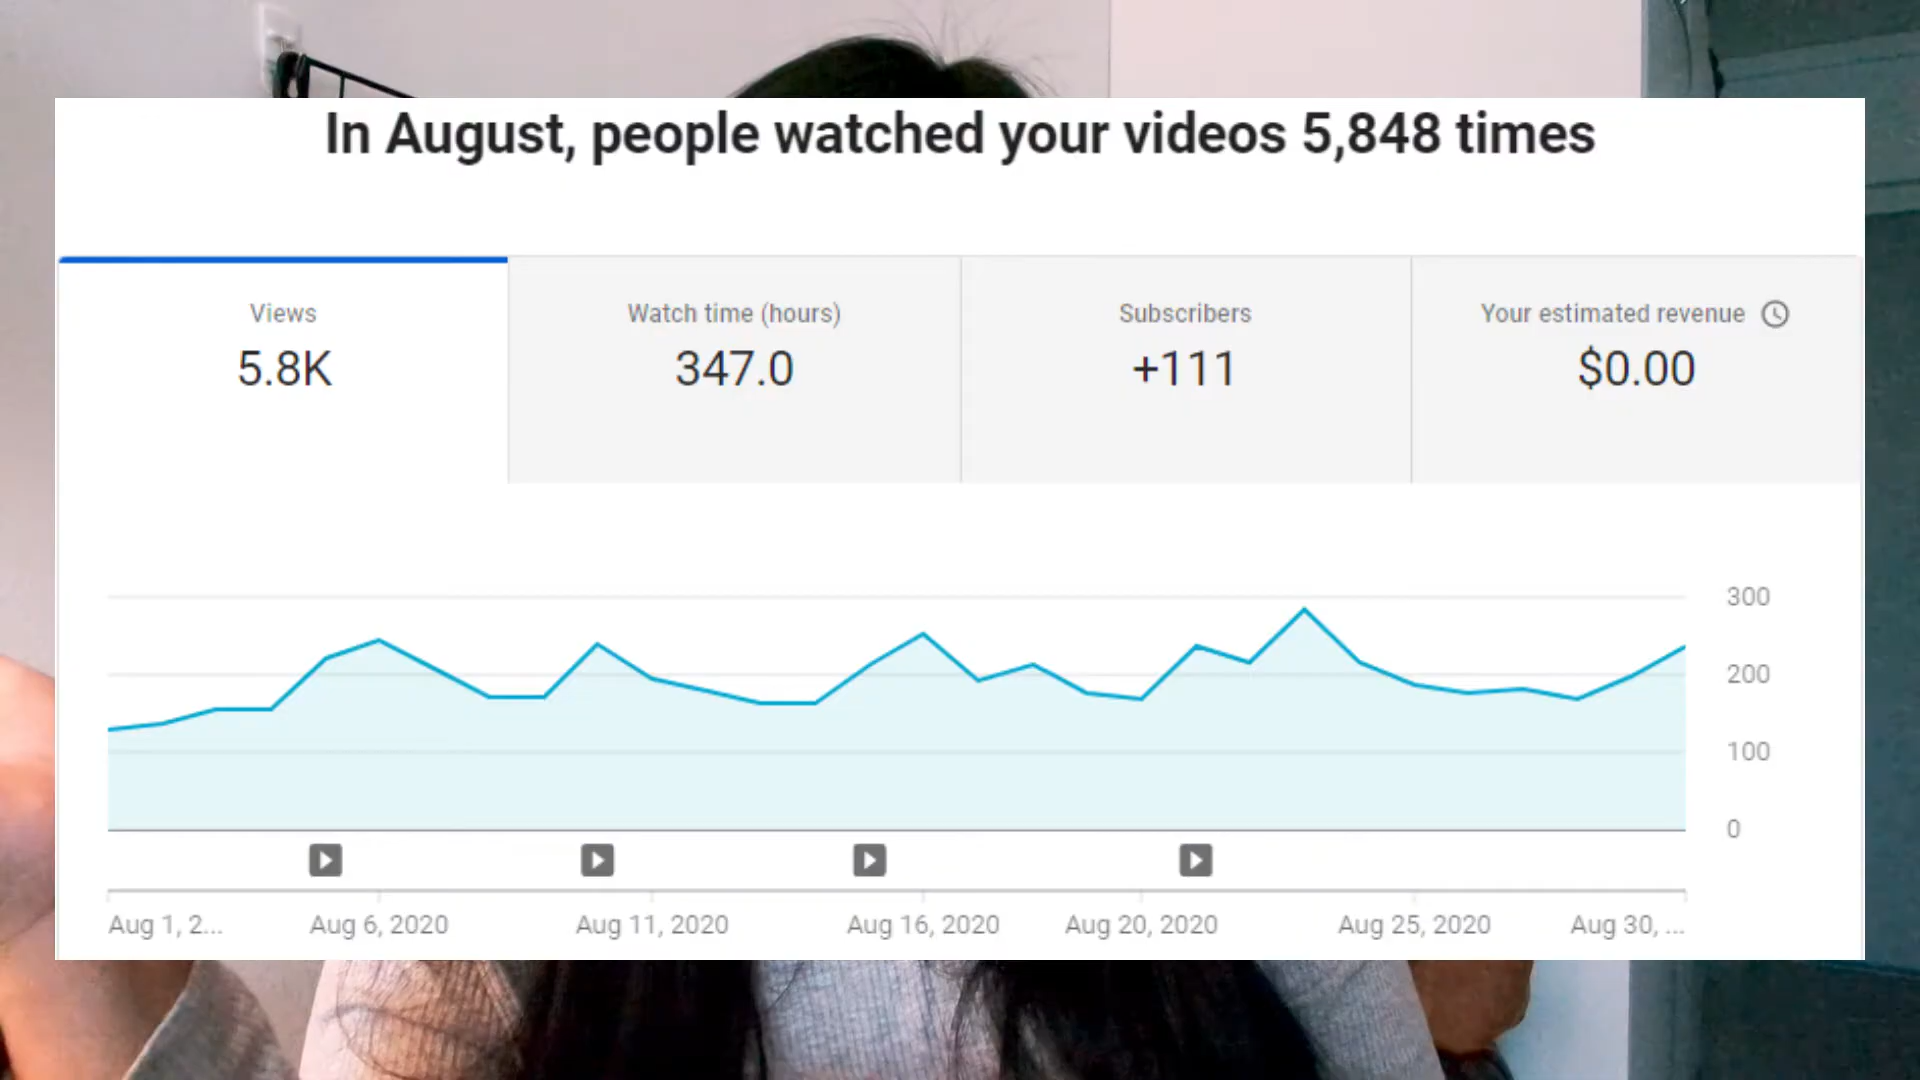 In August, people watched your videos 5,848 times
Views
5.8K
Watch time (hours)
347.0
Subscribers
+111
Your estimated revenue
$0.00
300
200
100
0
Aug 1, 2...
Aug 6, 2020
Aug 11, 2020
Aug 16, 2020
Aug 20, 2020
Aug 25, 2020
Aug 30, ...